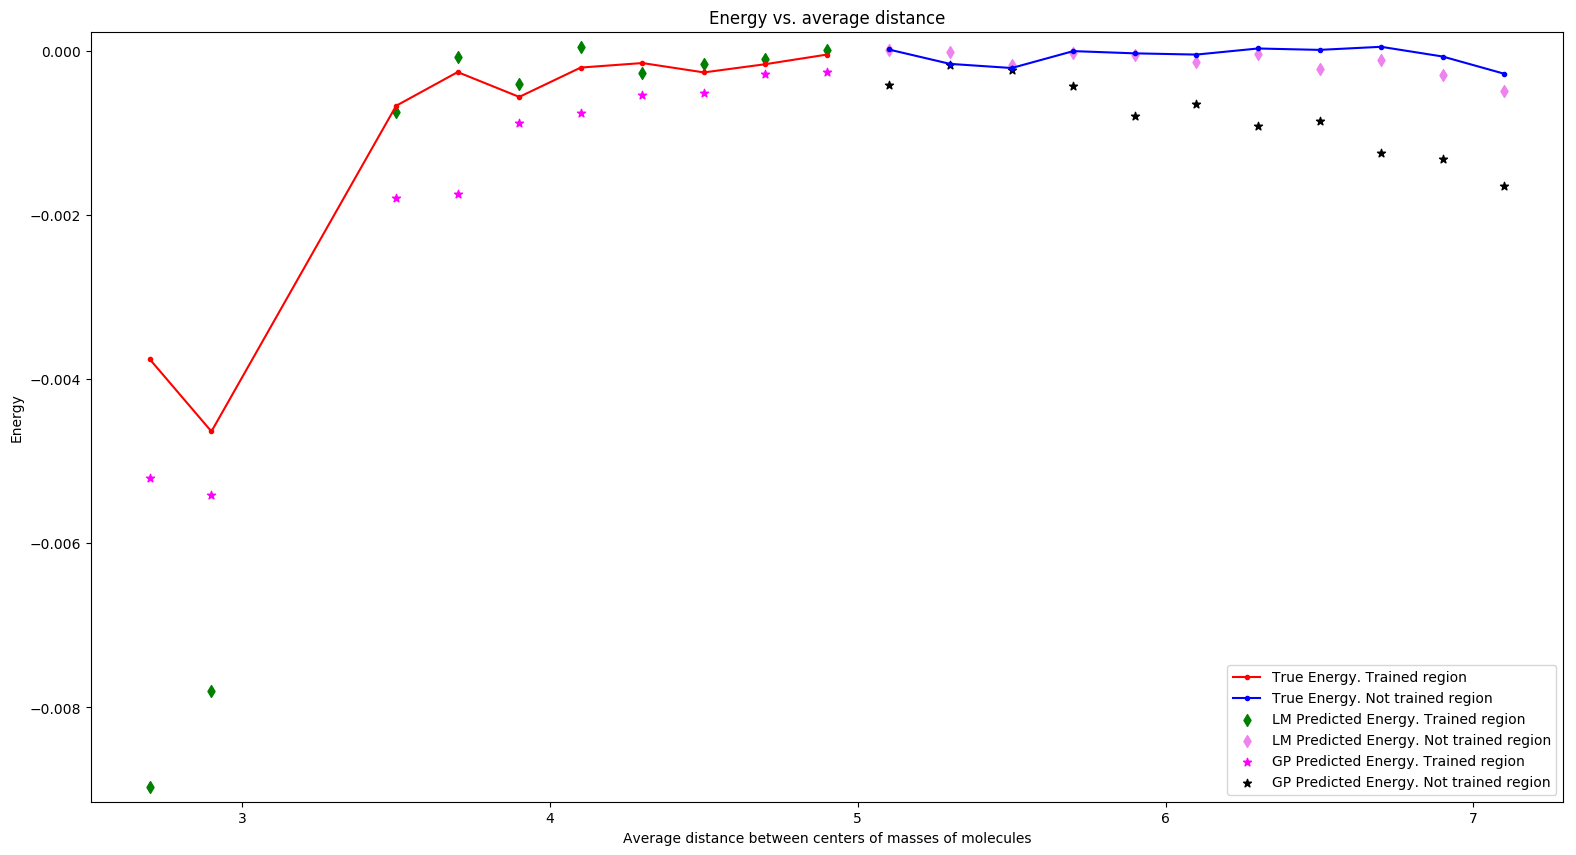 Energy vs. average distance
0.000
−0.002
−0.004
−0.006
−0.008
Energy
3
4
5
6
7
Average distance between centers of masses of molecules
True Energy. Trained region
True Energy. Not trained region
LM Predicted Energy. Trained region
LM Predicted Energy. Not trained region
GP Predicted Energy. Trained region
GP Predicted Energy. Not trained region